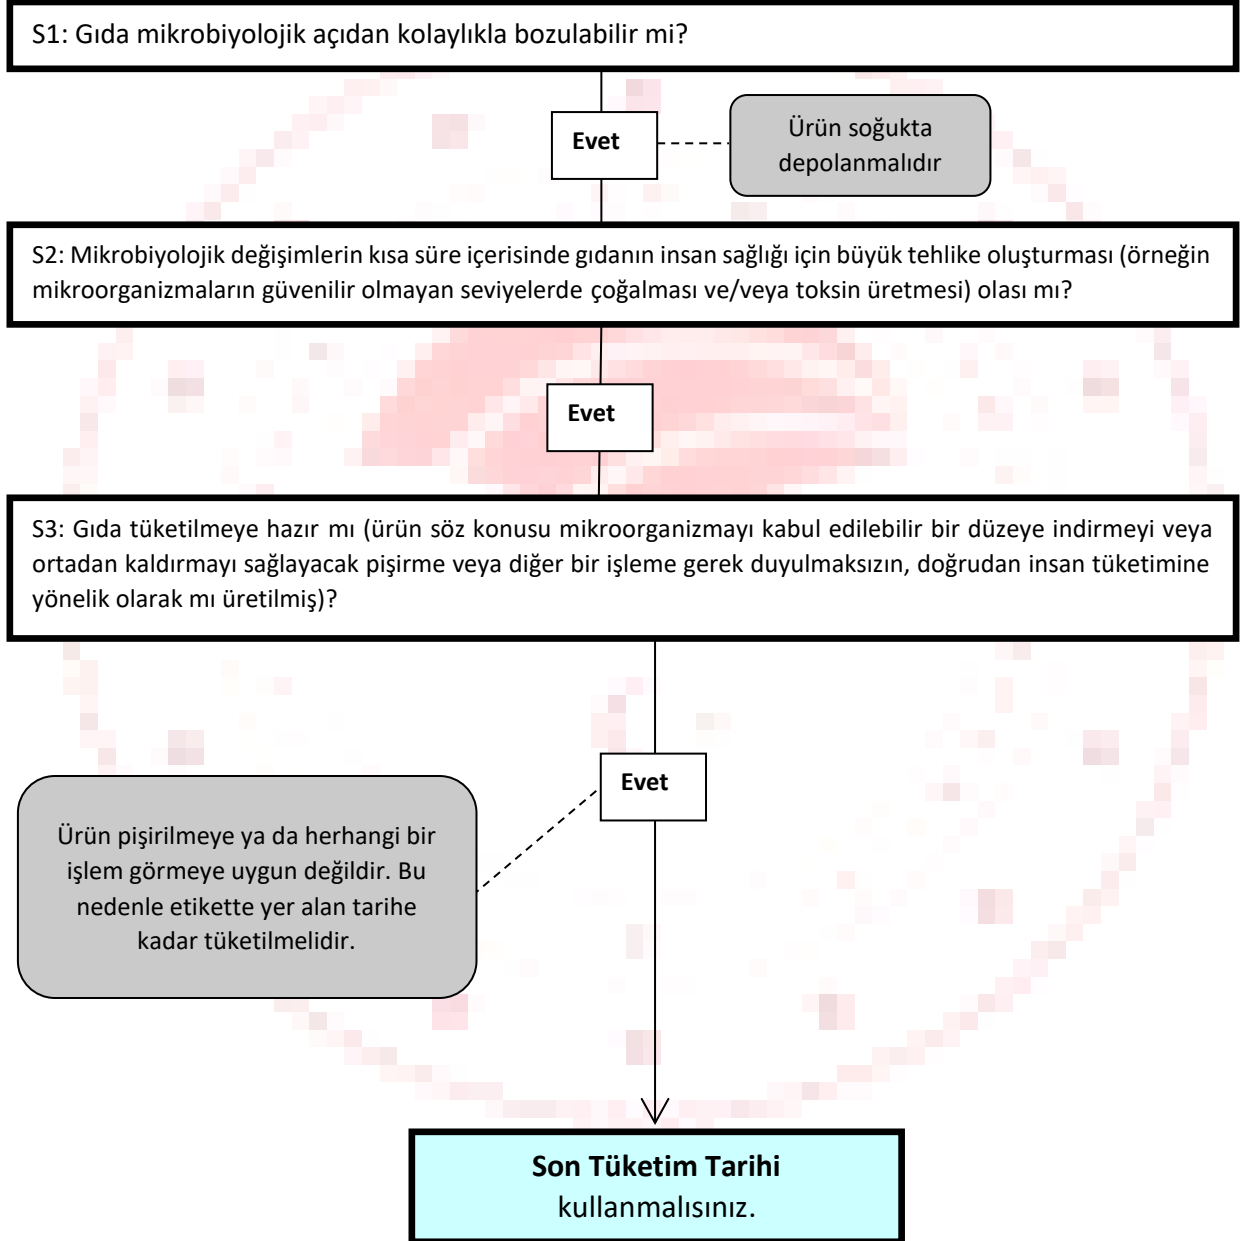 S1: Gıda mikrobiyolojik açıdan kolaylıkla bozulabilir mi?
Evet
Ürün soğukta
depolanmalıdır
S2: Mikrobiyolojik değişimlerin kısa süre içerisinde gıdanın insan sağlığı için büyük tehlike oluşturması (örneğin
mikroorganizmaların güvenilir olmayan seviyelerde çoğalması ve/veya toksin üretmesi) olası mı?
Evet
S3: Gıda tüketilmeye hazır mı (ürün söz konusu mikroorganizmayı kabul edilebilir bir düzeye indirmeyi veya
ortadan kaldırmayı sağlayacak pişirme veya diğer bir işleme gerek duyulmaksızın, doğrudan insan tüketimine
yönelik olarak mı üretilmiş)?
Evet
Ürün pişirilmeye ya da herhangi bir
işlem görmeye uygun değildir. Bu
nedenle etikette yer alan tarihe
kadar tüketilmelidir.
Son Tüketim Tarihi
kullanmalısınız.